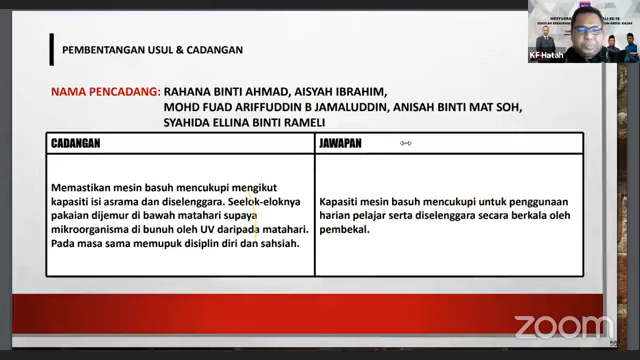 PEMBENTANGAN USUL & CADANGAN
NAMA PENCADANG: RAHANA BINTI AHMAD, AISYAH IBRAHIM,
MOHD FUAD ARIFFUDDIN B JAMALUDDIN, ANISAH BINTI MAT SOH,
SYAHIDA ELLINA BINTI RAMELI
CADANGAN
Memastikan mesin basuh mencukupi mengikut
kapasiti isi asrama dan diselenggara. Seelok-eloknya
pakaian dijemur di bawah matahari supaya
mikroorganisma di bunuh oleh UV daripada matahari.
Pada masa sama memupuk disiplin diri dan sahsiah.
JAWAPAN
Kapasiti mesin basuh mencukupi untuk penggunaan
harian pelajar serta diselenggara secara berkala oleh
pembekal.
KF Hatah
zoom